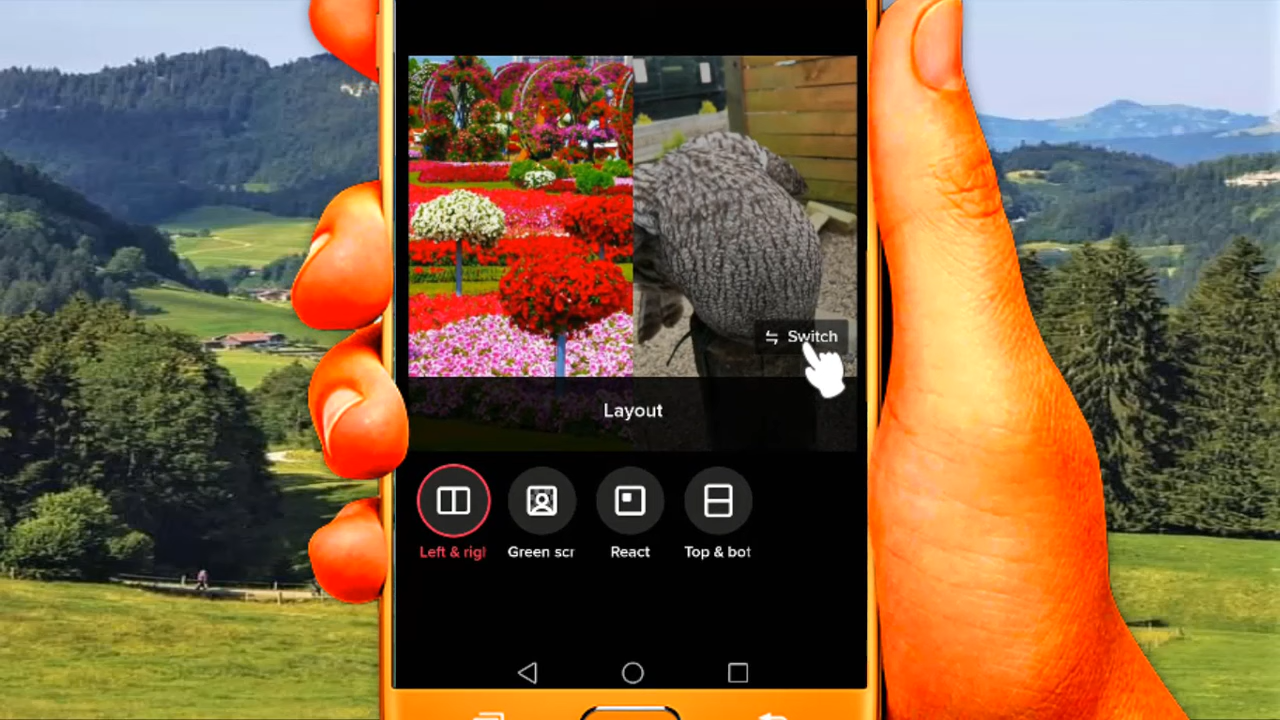 Switch
Layout
Left & rigl
Green scr
React
Top & bot